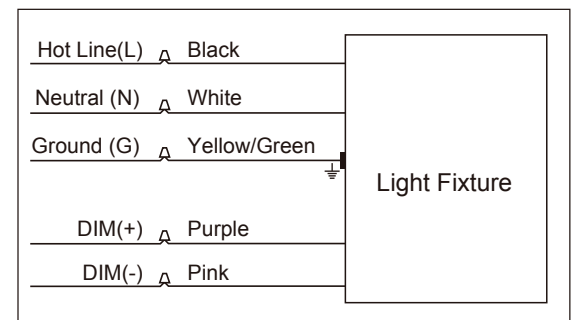 Hot Line(L) Black
Neutral (N) White
Ground (G) Yellow/Green
Light Fixture
DIM(+) Purple
DIM(-) Pink